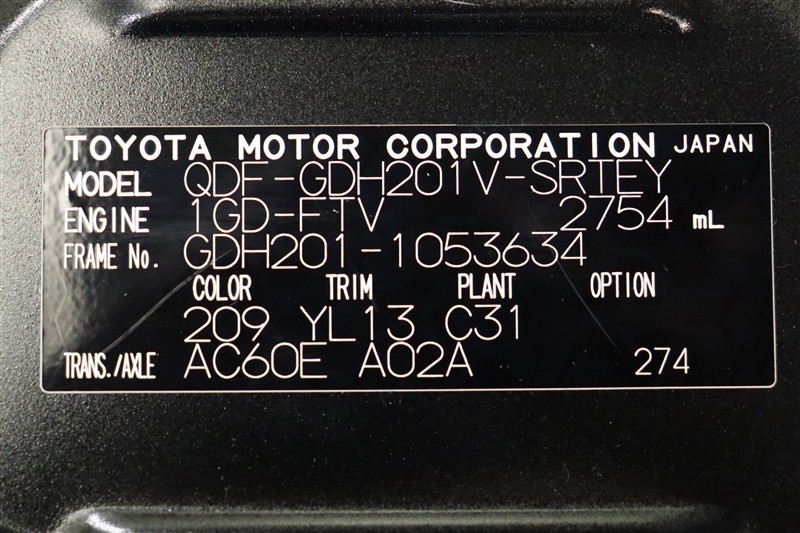 TOYOTA MOTOR CORPORATION JAPAN
MODEL QDF-GDH201V-SRTEY
ENGINE 1GD-FTV 2754 mL
FRAME No. GDH201-1053634
COLOR TRIM PLANT OPTION
209 YL13 C31
TRANS./AXLE AC60E A02A 274